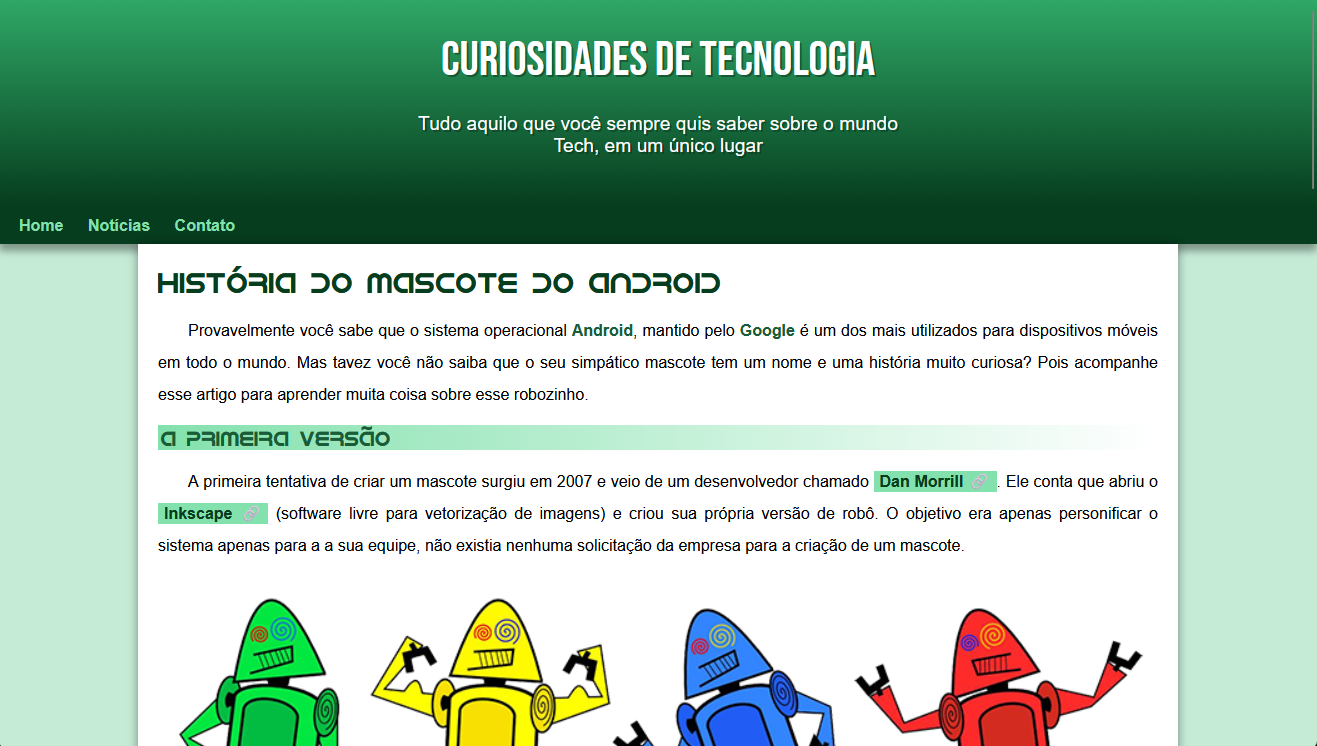 CURIOSIDADES DE TECNOLOGIA
Tudo aquilo que você sempre quis saber sobre o mundo
Tech, em um único lugar
Home Notícias Contato
HISTÓRIA DO MASCOTE DO ANDROID
Provavelmente você sabe que o sistema operacional Android, mantido pelo Google é um dos mais utilizados para dispositivos móveis
em todo o mundo. Mas tavez você não saiba que o seu simpático mascote tem um nome e uma história muito curiosa? Pois acompanhe
esse artigo para aprender muita coisa sobre esse robozinho.
A PRIMEIRA VERSÃO
A primeira tentativa de criar um mascote surgiu em 2007 e veio de um desenvolvedor chamado Dan Morrill 🔗. Ele conta que abriu o
Inkscape 🔗 (software livre para vetorização de imagens) e criou sua própria versão de robô. O objetivo era apenas personificar o
sistema apenas para a a sua equipe, não existia nenhuma solicitação da empresa para a criação de um mascote.